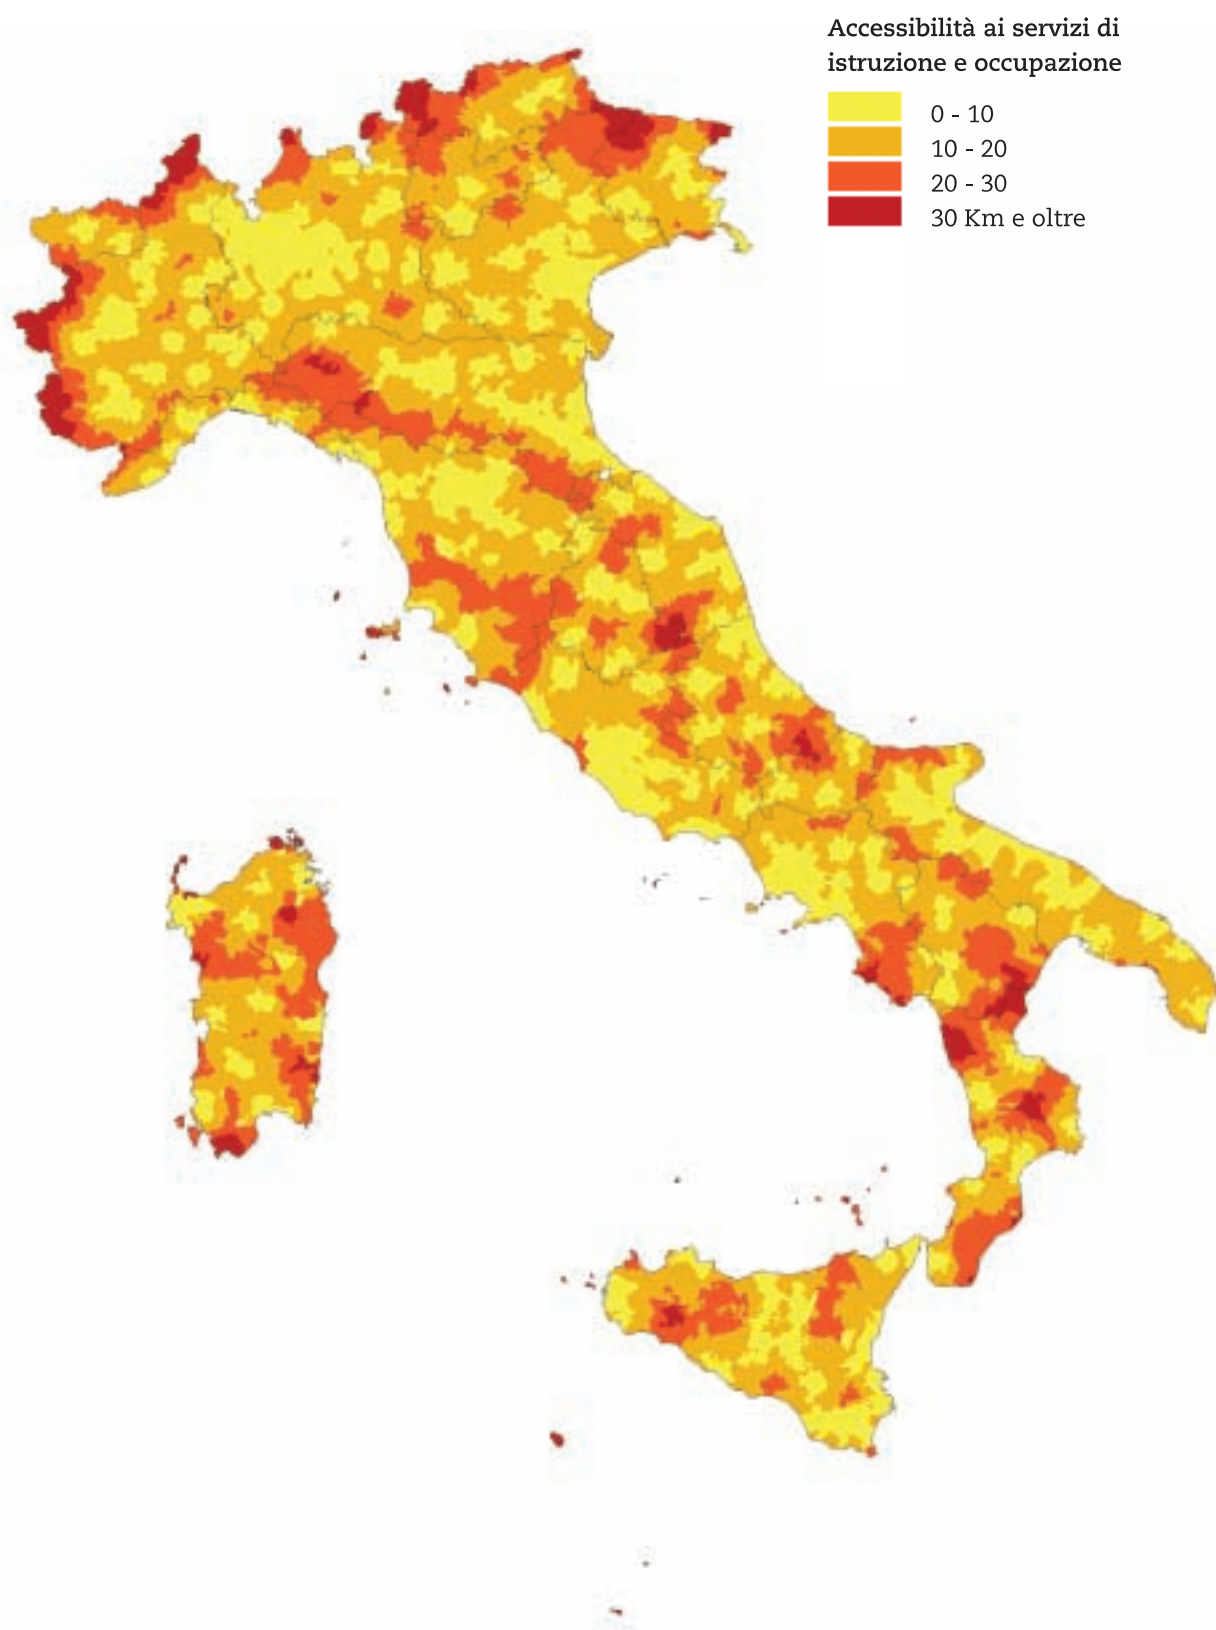 Accessibilità ai servizi di
istruzione e occupazione
0 - 10
10 - 20
20 - 30
30 Km e oltre